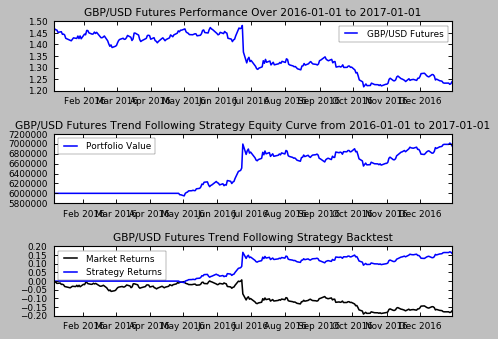 GBP/USD Futures Performance Over 2016-01-01 to 2017-01-01
1.50
1.45
1.40
1.35
1.30
1.25
1.20
GBP/USD Futures
Feb 2016 Mar 2016 Apr 2016 May 2016 Jun 2016 Jul 2016 Aug 2016 Sep 2016 Oct 2016 Nov 2016 Dec 2016
GBP/USD Futures Trend Following Strategy Equity Curve from 2016-01-01 to 2017-01-01
7200000
7000000
6800000
6600000
6400000
6200000
6000000
5800000
Portfolio Value
Feb 2016 Mar 2016 Apr 2016 May 2016 Jun 2016 Jul 2016 Aug 2016 Sep 2016 Oct 2016 Nov 2016 Dec 2016
GBP/USD Futures Trend Following Strategy Backtest
0.20
0.15
0.10
0.05
0.00
−0.05
−0.10
−0.15
−0.20
Market Returns
Strategy Returns
Feb 2016 Mar 2016 Apr 2016 May 2016 Jun 2016 Jul 2016 Aug 2016 Sep 2016 Oct 2016 Nov 2016 Dec 2016